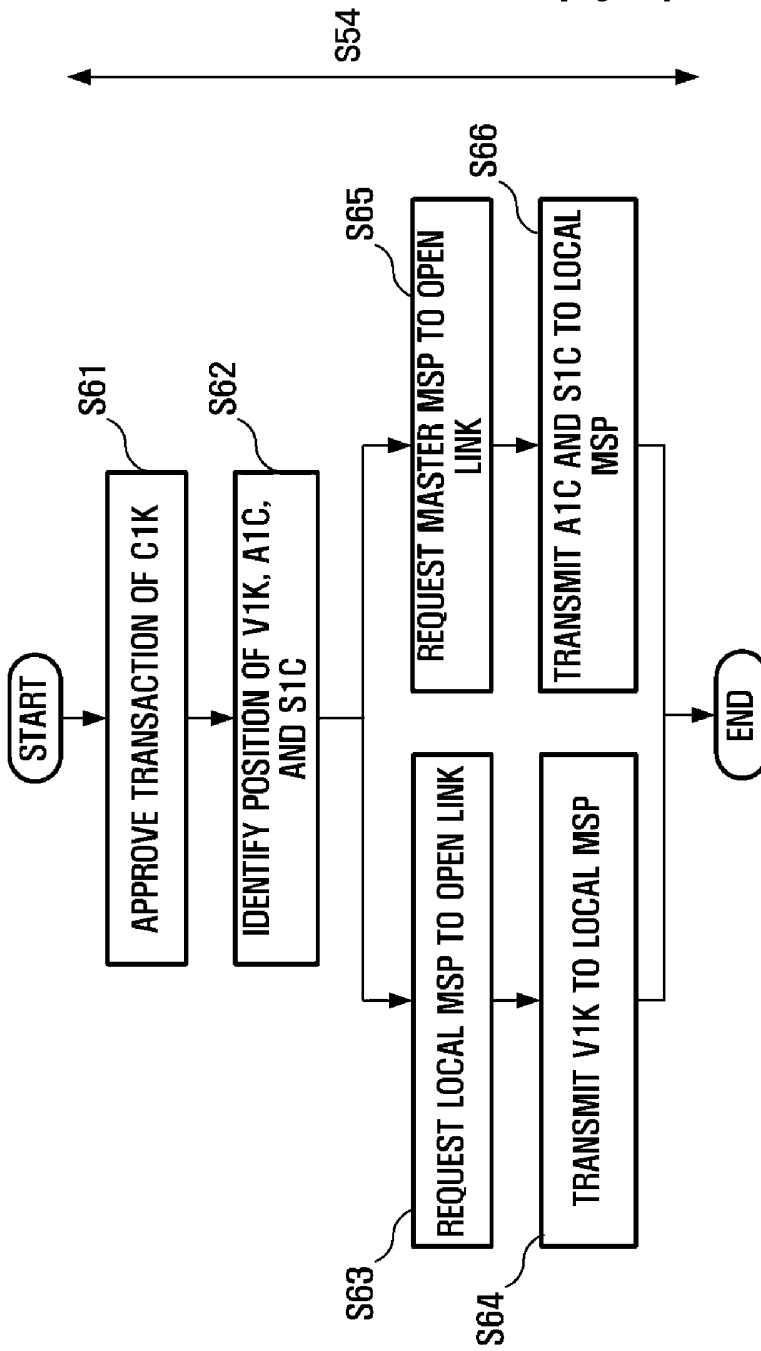 START
S61
APPROVE TRANSACTION OF C1K
S62
IDENTIFY POSITION OF V1K, A1C,
AND S1C
S63
REQUEST LOCAL MSP TO OPEN LINK
S65
REQUEST MASTER MSP TO OPEN
LINK
S64
TRANSMIT V1K TO LOCAL MSP
S66
TRANSMIT A1C AND S1C TO LOCAL
MSP
END
S54